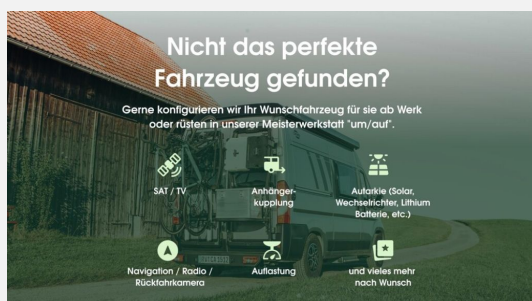 Nicht das perfekte
Fahrzeug gefunden?
Gerne konfigurieren wir Ihr Wunschfahrzeug für sie ab Werk
oder rüsten in unserer Meisterwerkstatt "um/auf".
SAT / TV
Anhänger-
kupplung
Autarkie (Solar,
Wechselrichter, Lithium
Batterie, etc.)
Navigation / Radio /
Rückfahrkamera
Auflastung
und vieles mehr
nach Wunsch